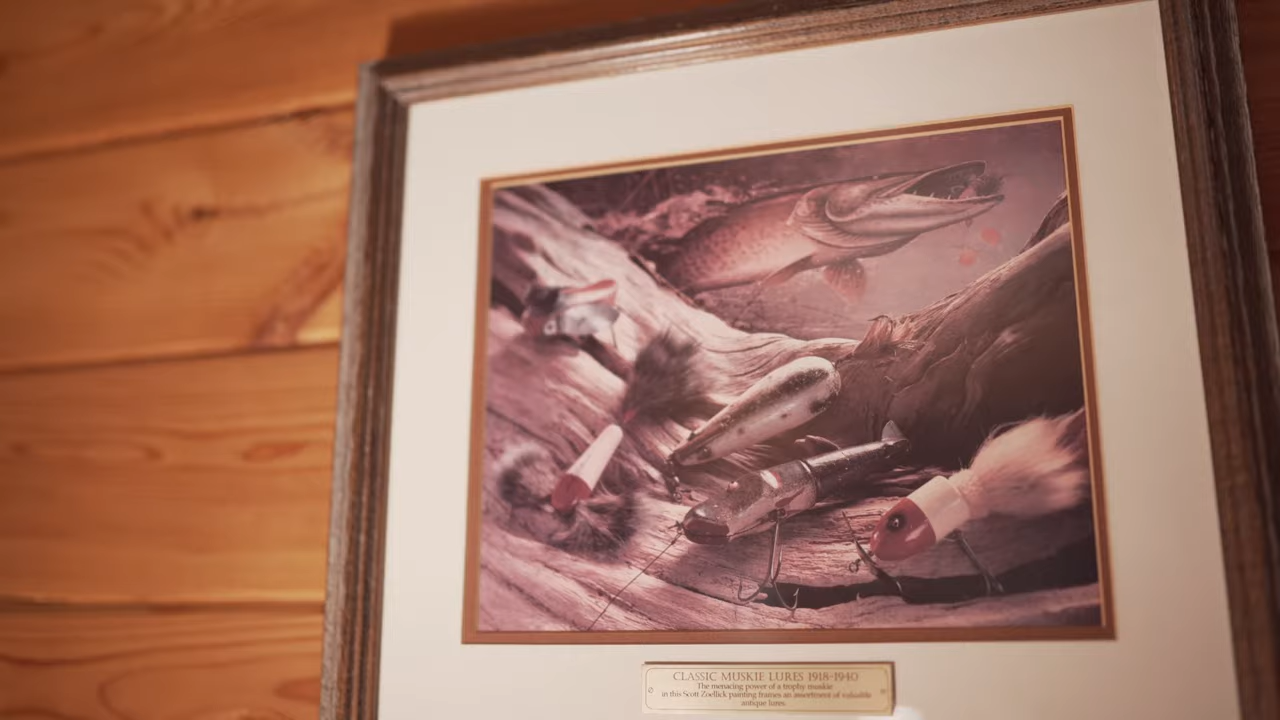 CLASSIC MUSKIE LURES 1918-1940
The menacing power of a trophy muskie
in this Scott Zoellick painting frames an assortment of valuable
antique lures.